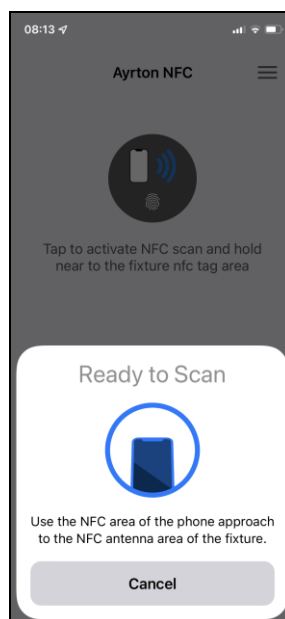 08:13
Ayrton NFC
Tap to activate NFC scan and hold
near to the fixture nfc tag area
Ready to Scan
Use the NFC area of the phone approach
to the NFC antenna area of the fixture.
Cancel